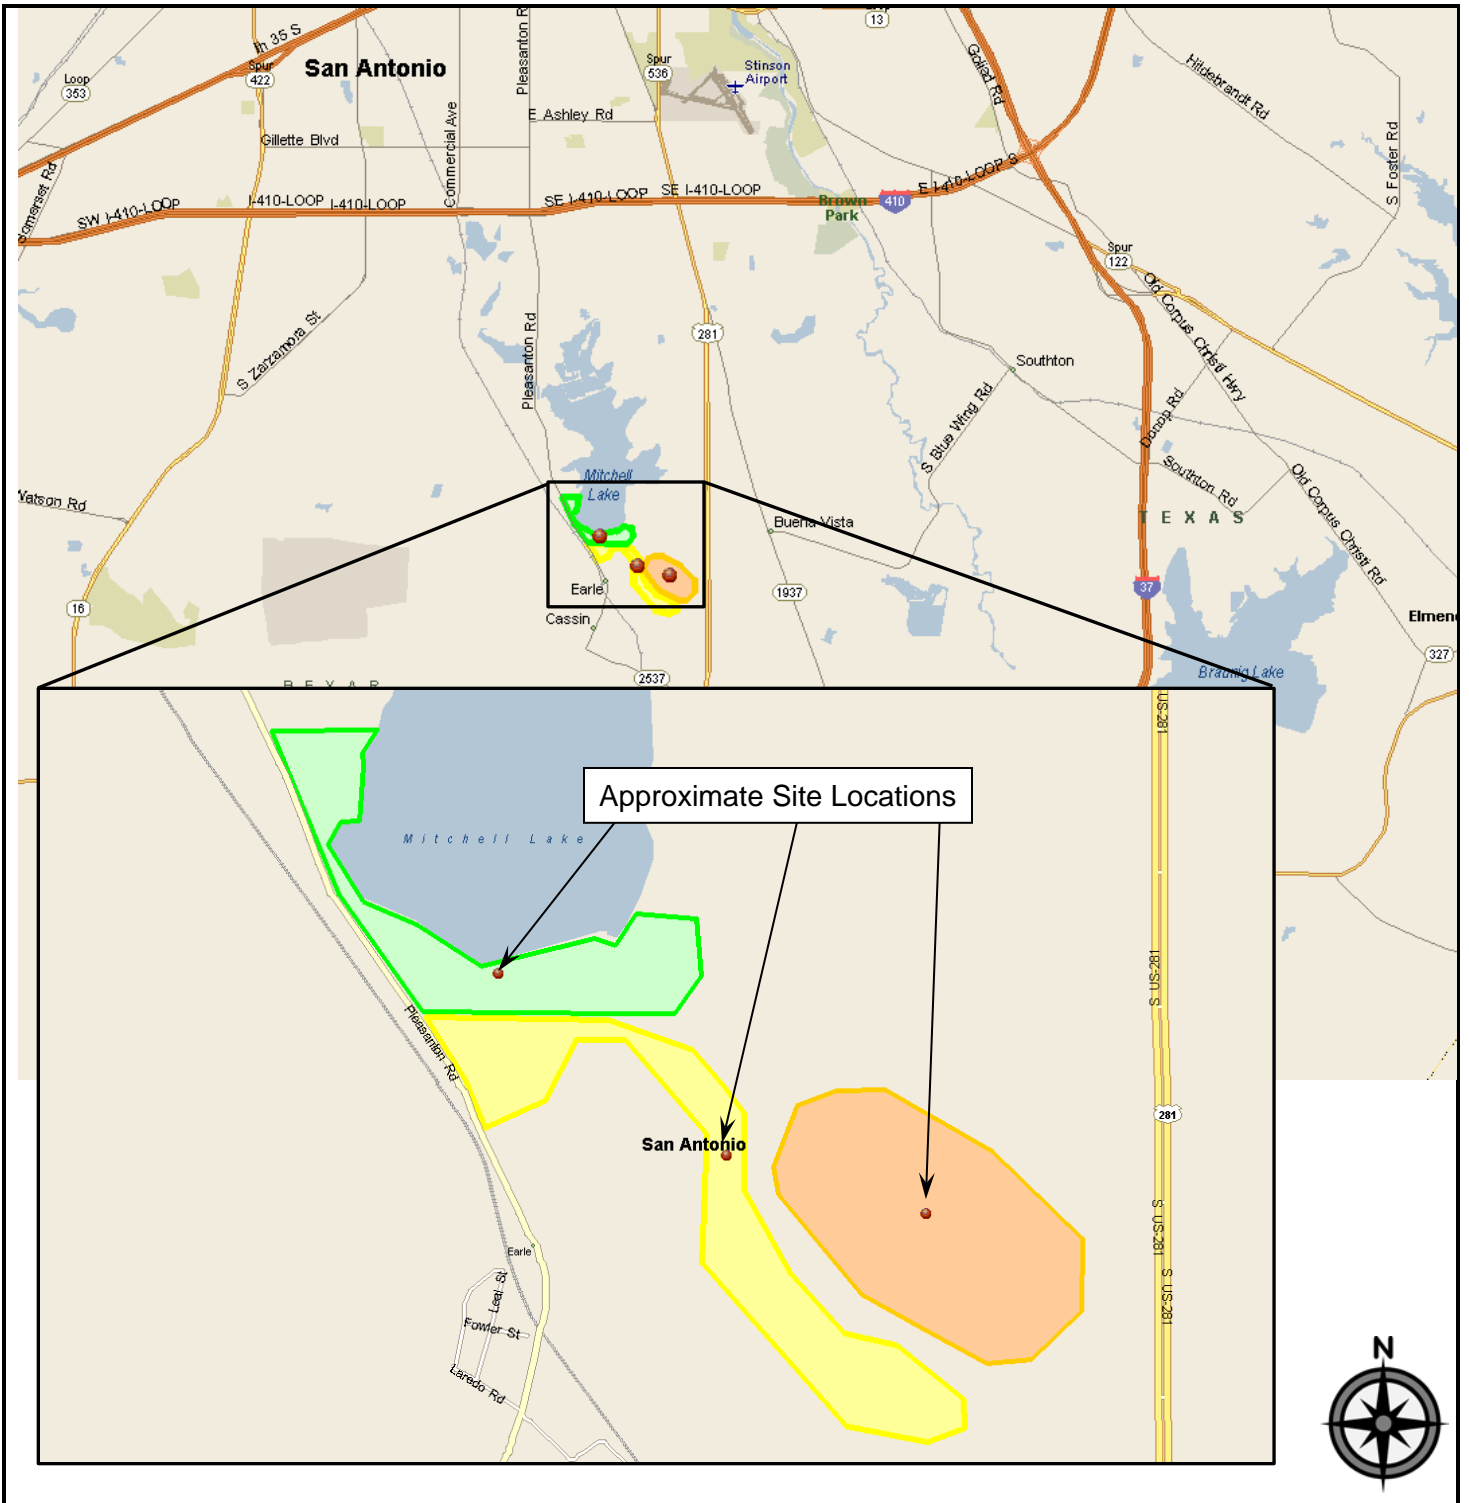 Loop
13
Ih 35 S
San Antonio
Spur
422
Loop
353
Pleasanton R
Spur
536
Stinson
Airport
Goliad Rd
Hildebrandt Rd
E Ashley Rd
Gillette Blvd
Commercial Ave
S Foster Rd
Somerset Rd
SW I-410-LOOP
I-410-LOOP
I-410-LOOP
SE I-410-LOOP
SE I-410-LOOP
E I-410-LOOP S
410
Brown
Park
Spur
122
Old Corpus Christi Hwy
S Zarzamora St
Pleasanton Rd
281
Southton
S Blue Wing Rd
Donop Rd
Southton Rd
Old Corpus Christi Rd
Mitchell
Lake
Watson Rd
Buena Vista
TEXAS
Earle
Cassin
16
1937
37
Elmen
327
2537
Braunig Lake
BEXAR
US-281
Approximate Site Locations
Mitchell Lake
S US-281
Pleasanton Rd
281
San Antonio
S US-281
Earle
Leal St
S US-281
Fowler St
Laredo Rd
N